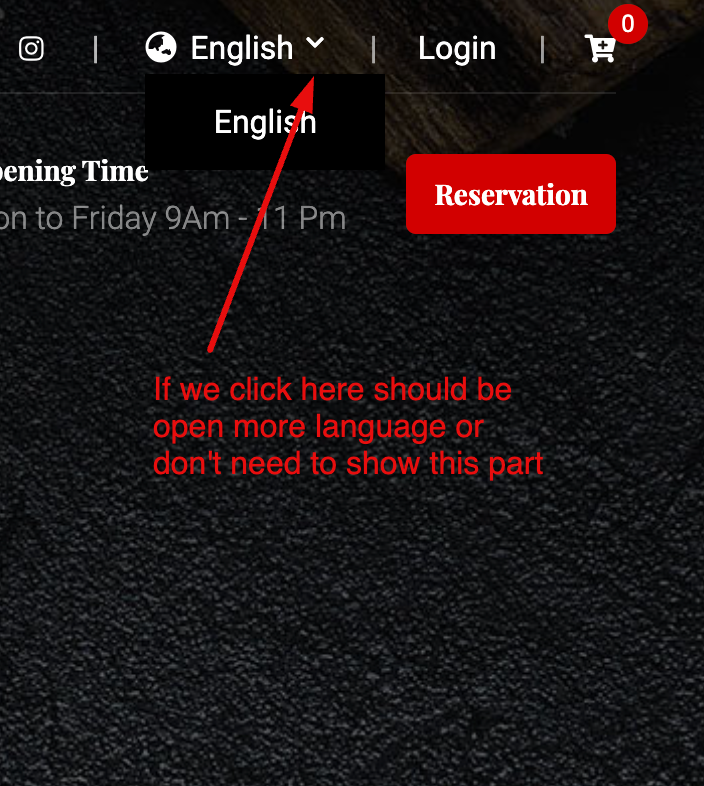 | English | Login | 0
English
ening Time
Reservation
on to Friday 9Am - 11 Pm
If we click here should be
open more language or
don't need to show this part